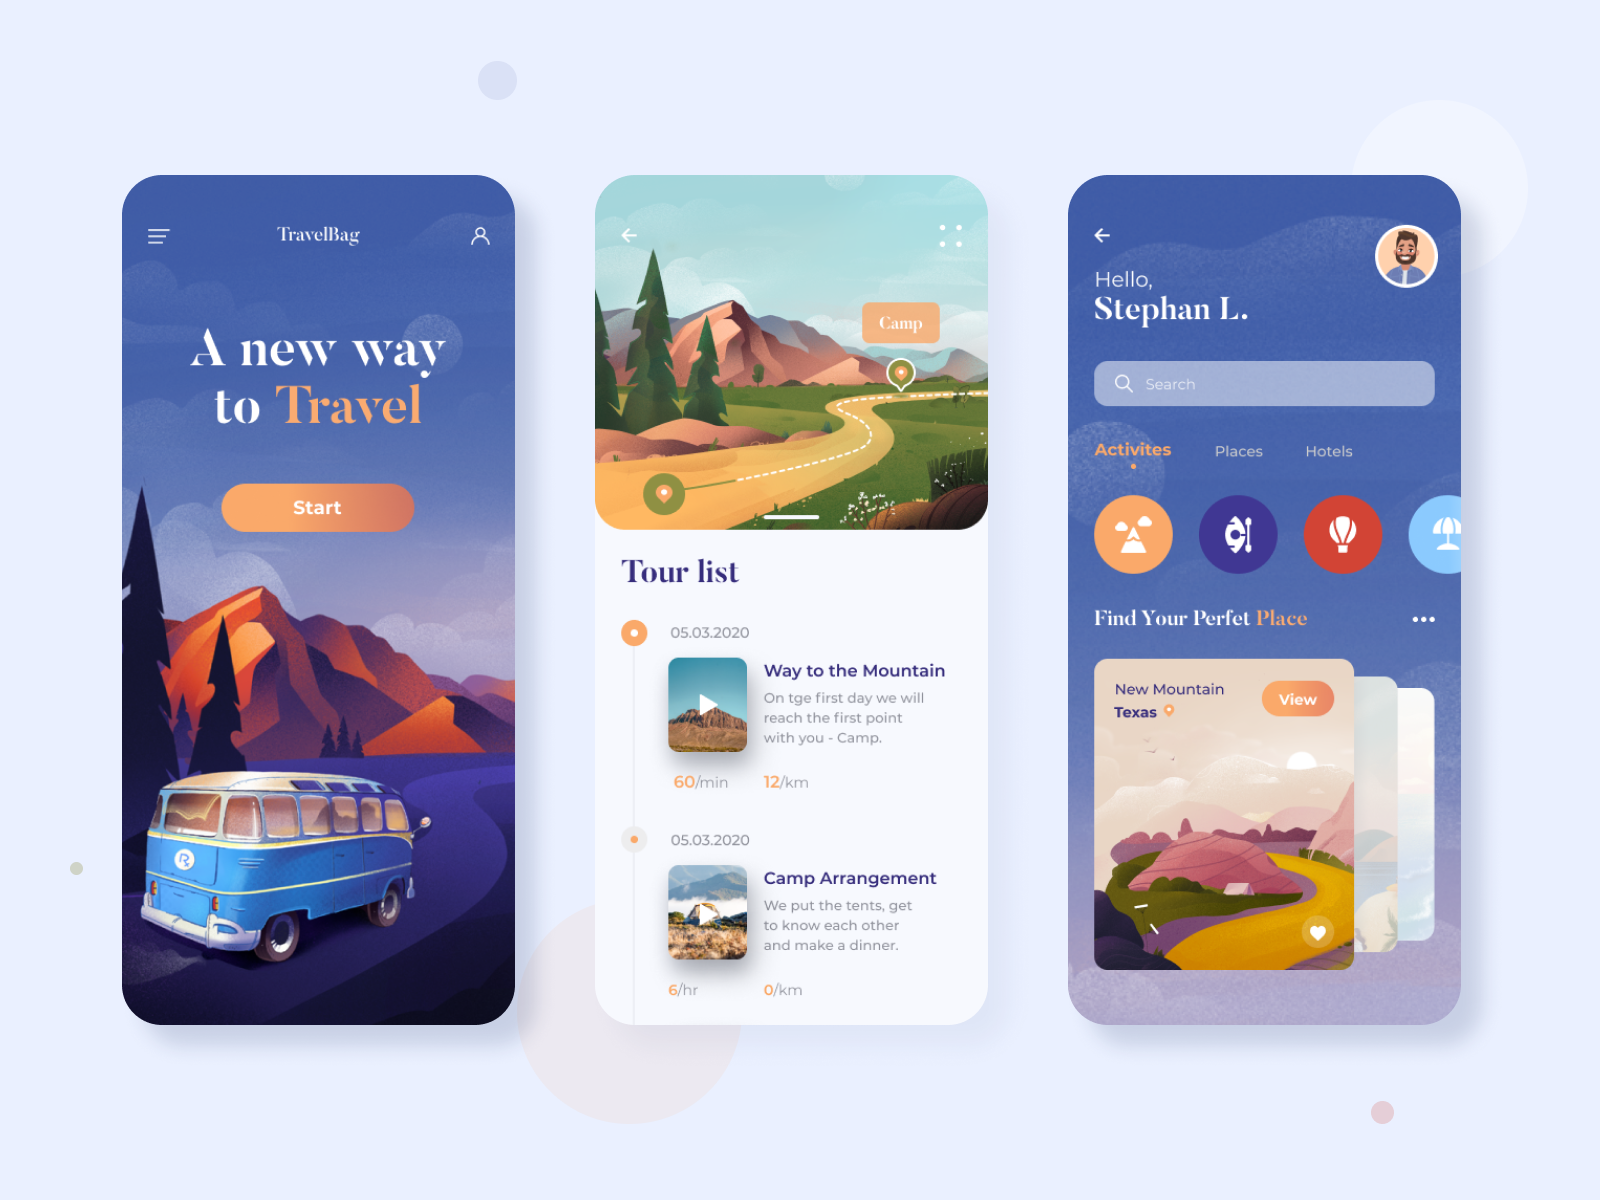 TravelBag
A new way
to Travel
Start
Camp
Tour list
05.03.2020
Way to the Mountain
On tge first day we will
reach the first point
with you - Camp.
60/min
12/km
05.03.2020
Camp Arrangement
We put the tents, get
to know each other
and make a dinner.
6/hr
0/km
Hello,
Stephan L.
Search
Activites
Places
Hotels
Find Your Perfet Place
New Mountain
Texas
View